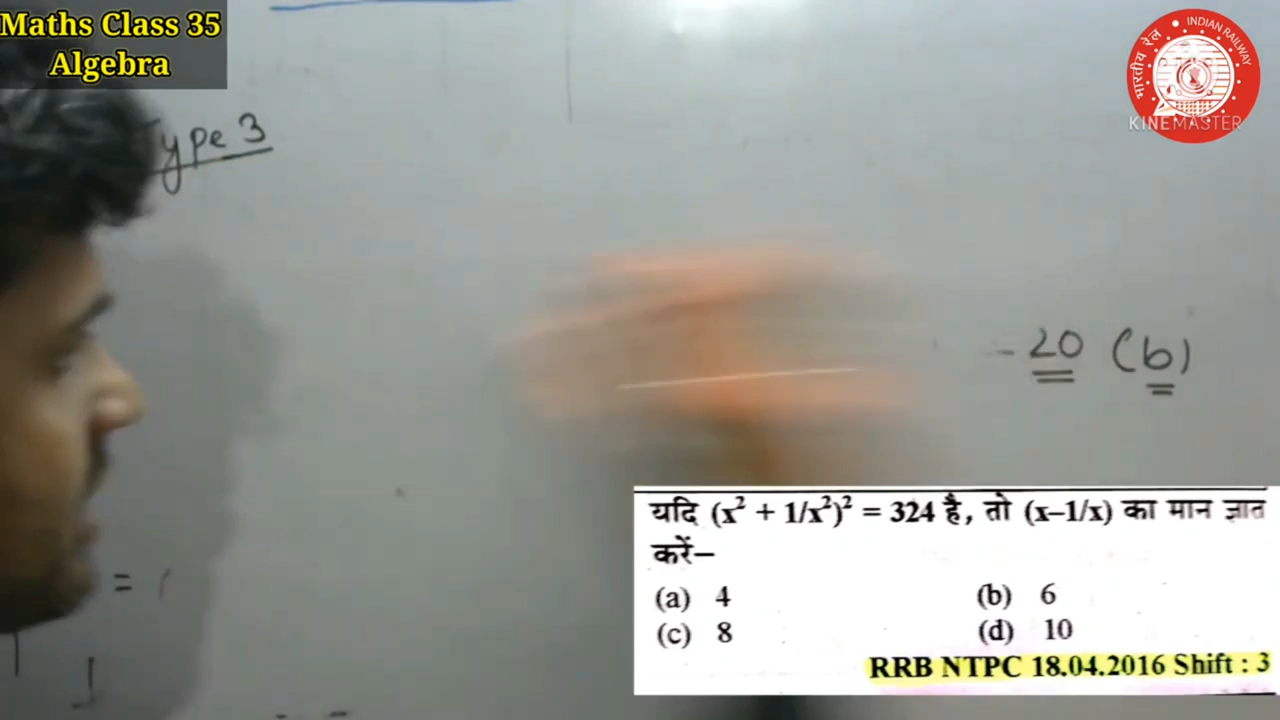 Maths Class 35
Algebra
भारतीय रेल • INDIAN RAILWAY
KINEMASTER
Type 3
- 20 (b)
= (
यदि (x² + 1/x²)² = 324 है, तो (x–1/x) का मान ज्ञात
करें–
(a) 4 (b) 6
(c) 8 (d) 10
RRB NTPC 18.04.2016 Shift : 3